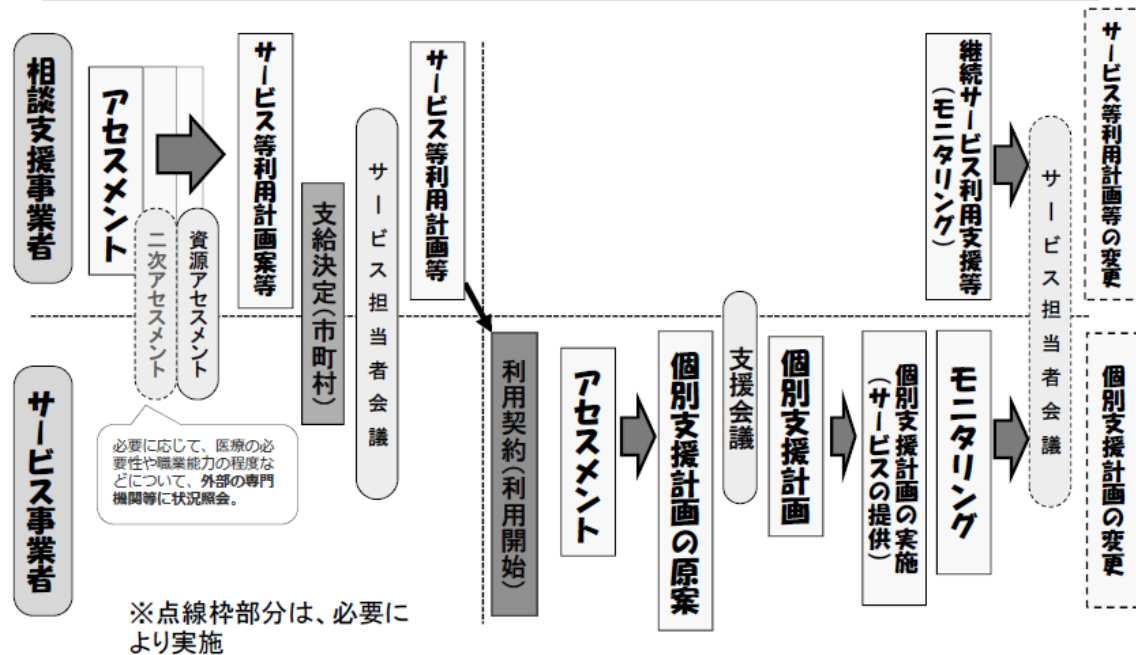 相談支援事業者
アセスメント
二次アセスメント
資源アセスメント
サービス等利用計画案等
支給決定(市町村)
サービス担当者会議
サービス等利用計画等
継続サービス利用支援等
(モニタリング)
サービス担当者会議
サービス等利用計画等の変更
サービス事業者
必要に応じて、医療の必
要性や職業能力の程度な
どについて、外部の専門
機関等に状況照会。
利用契約(利用開始)
アセスメント
個別支援計画の原案
支援会議
個別支援計画
個別支援計画の実施
(サービスの提供)
モニタリング
個別支援計画の変更
※点線枠部分は、必要に
より実施